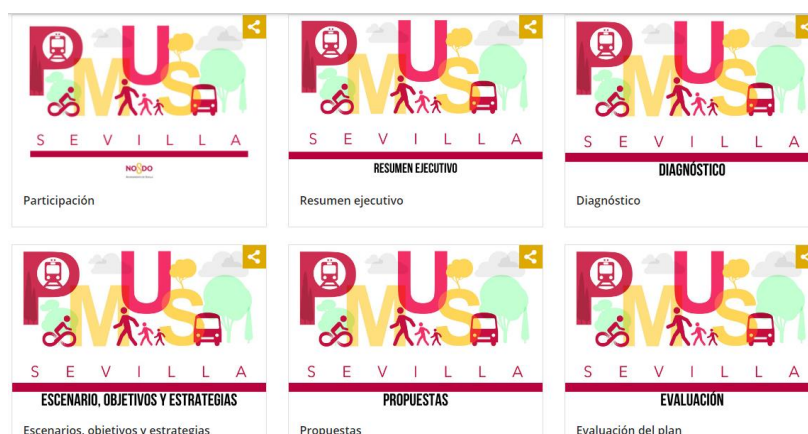 PMUS
SEVILLA
NO8DO
Participación
PMUS
SEVILLA
RESUMEN EJECUTIVO
Resumen ejecutivo
PMUS
SEVILLA
DIAGNÓSTICO
Diagnóstico
PMUS
SEVILLA
ESCENARIO, OBJETIVOS Y ESTRATEGIAS
Escenarios, objetivos y estrategias
PMUS
SEVILLA
PROPUESTAS
Propuestas
PMUS
SEVILLA
EVALUACIÓN
Evaluación del plan